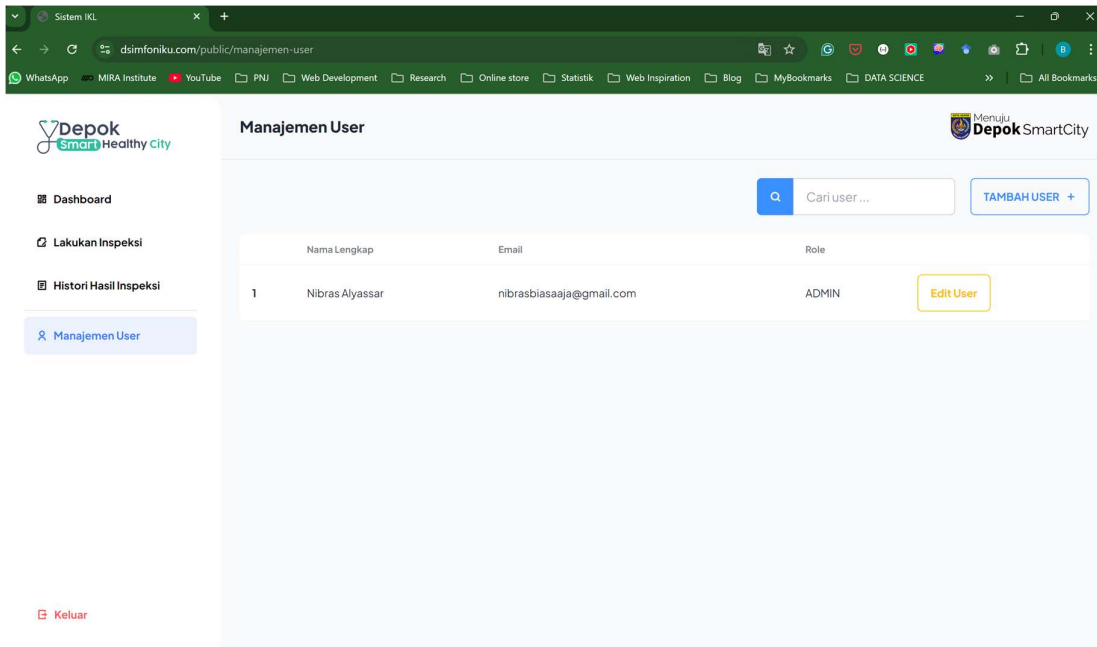 Sistem IKL
dsimfoniku.com/public/manajemen-user
B
WhatsApp MIRA Institute YouTube PNJ Web Development Research Online store Statistik Web Inspiration Blog MyBookmarks DATA SCIENCE » All Bookmarks
Depok
Smart Healthy City
Manajemen User
Menuju
Depok SmartCity
Dashboard
Lakukan Inspeksi
Histori Hasil Inspeksi
Manajemen User
Keluar
Cari user ...
TAMBAH USER +
Nama Lengkap Email Role
1 Nibras Alyassar nibrasbiasaaja@gmail.com ADMIN Edit User